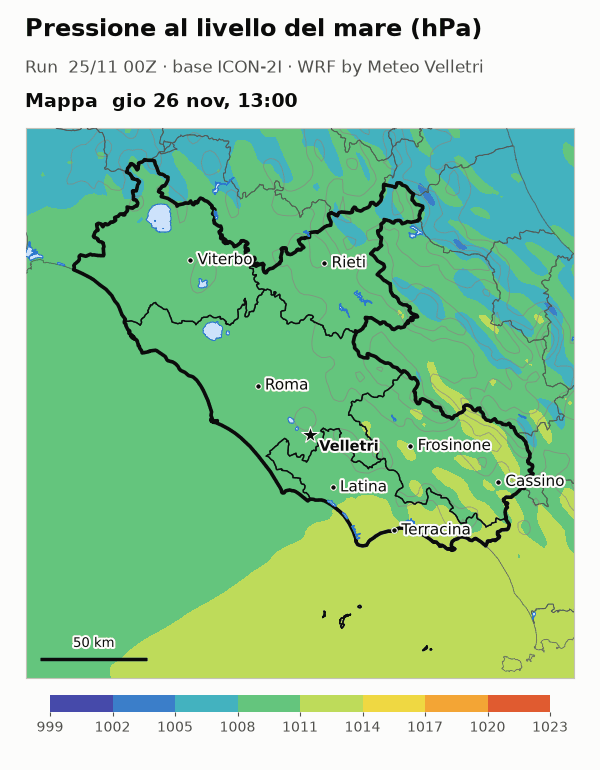 Pressione al livello del mare (hPa)
Run  25/11 00Z · base ICON-2I · WRF by Meteo Velletri
Mappa  gio 26 nov, 13:00
Viterbo
Rieti
Roma
Velletri
Frosinone
Cassino
Latina
Terracina
50 km
999 1002 1005 1008 1011 1014 1017 1020 1023